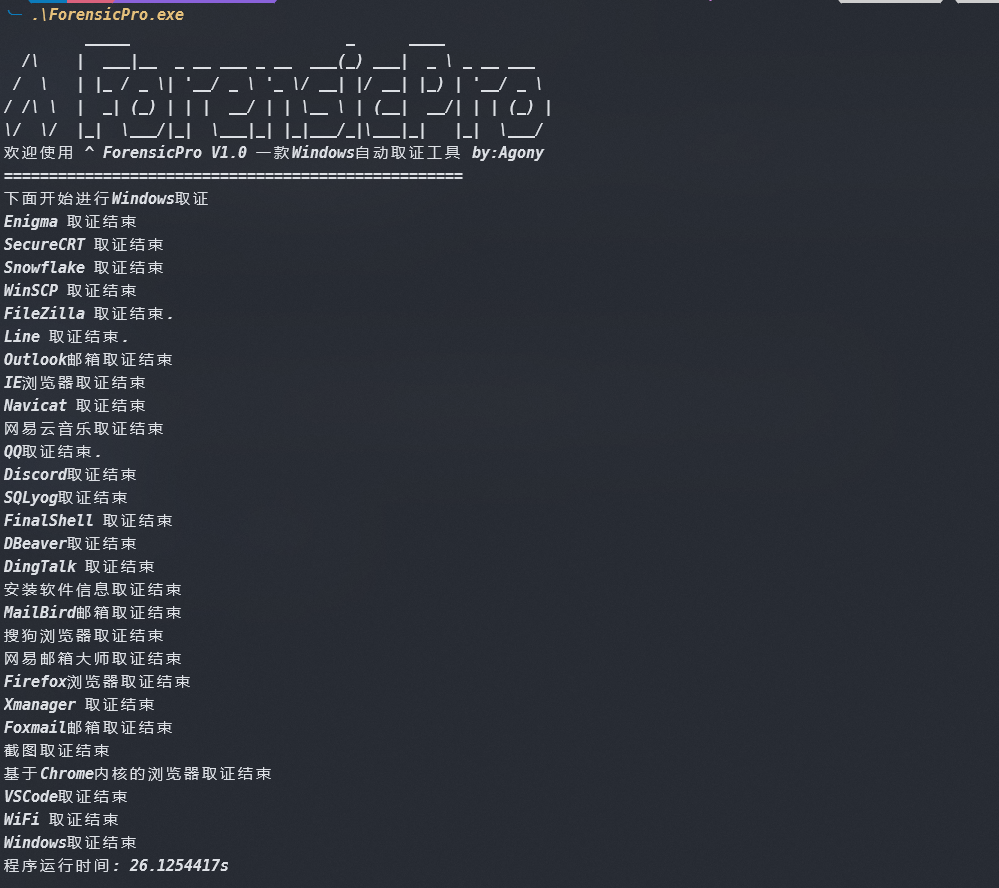 .\ForensicPro.exe
ForensicPro
欢迎使用 ^ ForensicPro V1.0 一款Windows自动取证工具 by:Agony
===================================================
下面开始进行Windows取证
Enigma 取证结束
SecureCRT 取证结束
Snowflake 取证结束
WinSCP 取证结束
FileZilla 取证结束.
Line 取证结束.
Outlook邮箱取证结束
IE浏览器取证结束
Navicat 取证结束
网易云音乐取证结束
QQ取证结束.
Discord取证结束
SQLyog取证结束
FinalShell 取证结束
DBeaver取证结束
DingTalk 取证结束
安装软件信息取证结束
MailBird邮箱取证结束
搜狗浏览器取证结束
网易邮箱大师取证结束
Firefox浏览器取证结束
Xmanager 取证结束
Foxmail邮箱取证结束
截图取证结束
基于Chrome内核的浏览器取证结束
VSCode取证结束
WiFi 取证结束
Windows取证结束
程序运行时间: 26.1254417s